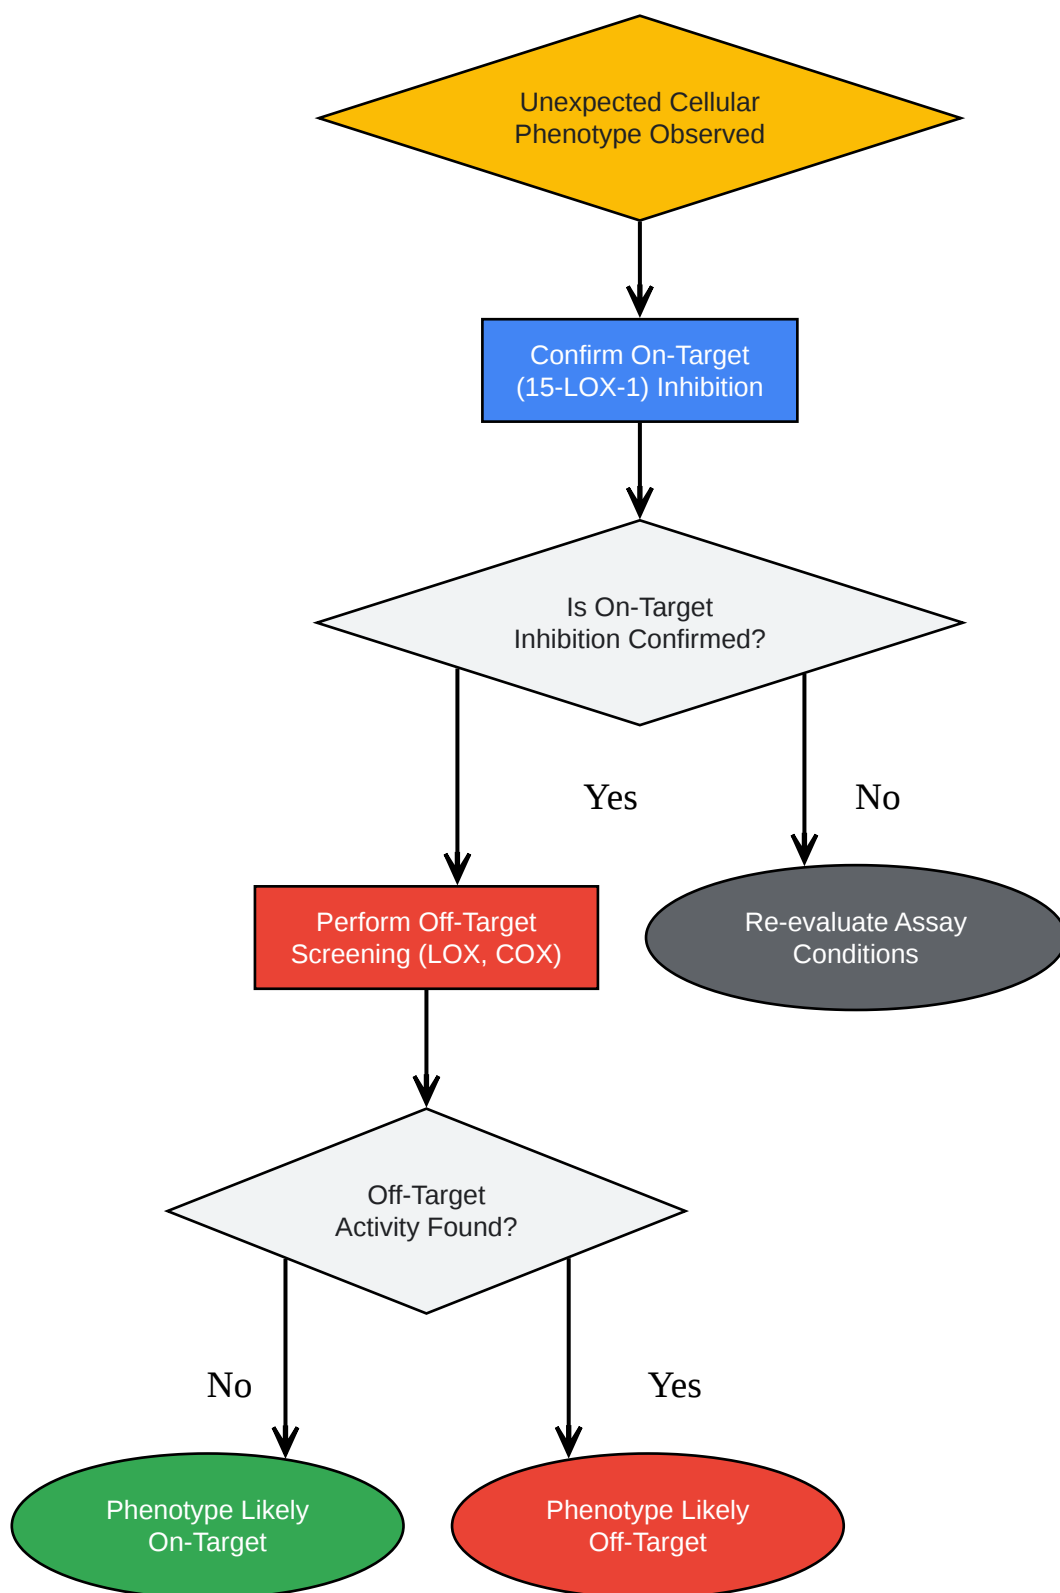 Unexpected Cellular
Phenotype Observed
Confirm On-Target
(15-LOX-1) Inhibition
Is On-Target
Inhibition Confirmed?
Yes
No
Perform Off-Target
Screening (LOX, COX)
Re-evaluate Assay
Conditions
Off-Target
Activity Found?
No
Yes
Phenotype Likely
On-Target
Phenotype Likely
Off-Target